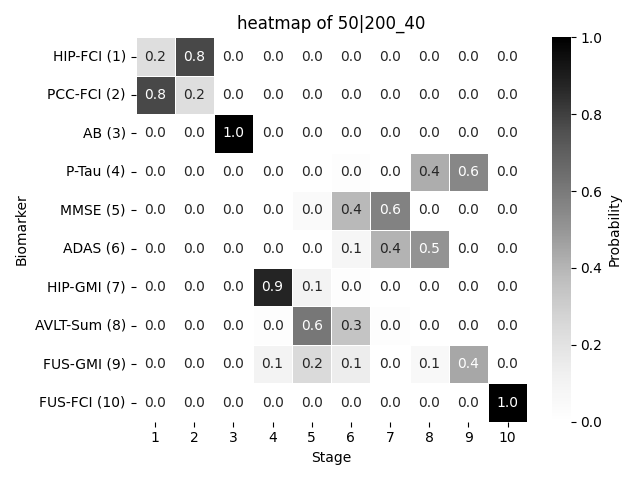 heatmap of 50|200_40
HIP-FCI (1) 0.2 0.8 0.0 0.0 0.0 0.0 0.0 0.0 0.0 0.0
PCC-FCI (2) 0.8 0.2 0.0 0.0 0.0 0.0 0.0 0.0 0.0 0.0
AB (3) 0.0 0.0 1.0 0.0 0.0 0.0 0.0 0.0 0.0 0.0
P-Tau (4) 0.0 0.0 0.0 0.0 0.0 0.0 0.0 0.4 0.6 0.0
MMSE (5) 0.0 0.0 0.0 0.0 0.0 0.4 0.6 0.0 0.0 0.0
ADAS (6) 0.0 0.0 0.0 0.0 0.0 0.1 0.4 0.5 0.0 0.0
HIP-GMI (7) 0.0 0.0 0.0 0.9 0.1 0.0 0.0 0.0 0.0 0.0
AVLT-Sum (8) 0.0 0.0 0.0 0.0 0.6 0.3 0.0 0.0 0.0 0.0
FUS-GMI (9) 0.0 0.0 0.0 0.1 0.2 0.1 0.0 0.1 0.4 0.0
FUS-FCI (10) 0.0 0.0 0.0 0.0 0.0 0.0 0.0 0.0 0.0 1.0
1 2 3 4 5 6 7 8 9 10
Stage
Biomarker
1.0
0.8
0.6
0.4
0.2
0.0
Probability